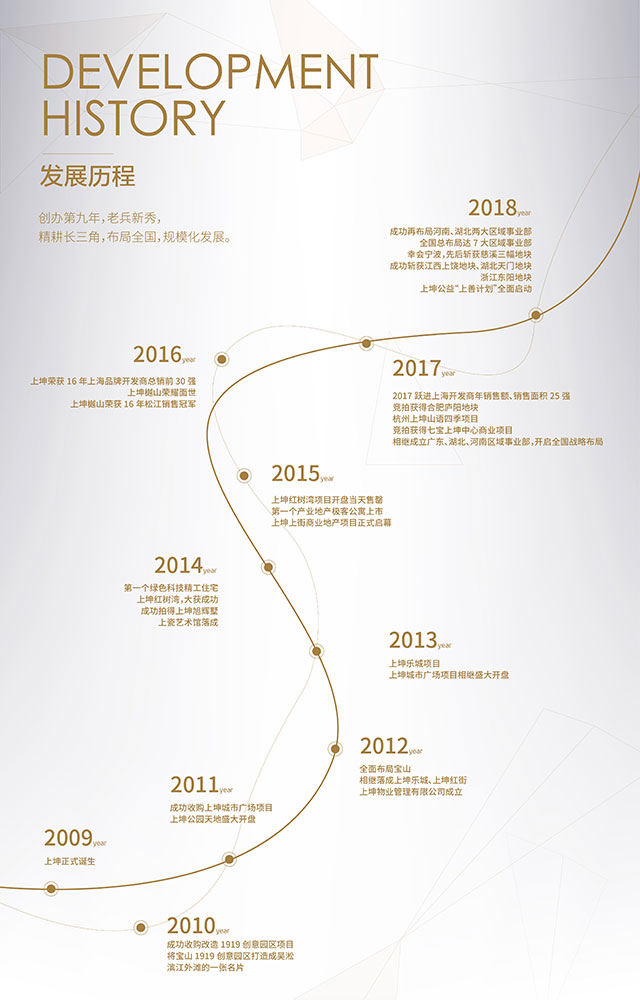 DEVELOPMENT
HISTORY
发展历程
创办第九年，老兵新秀，
精耕长三角，布局全国，规模化发展。
2018year
成功再布局河南、湖北两大区域事业部
全国总布局达 7 大区域事业部
幸会宁波，先后斩获慈溪三幅地块
成功斩获江西上饶地块、湖北天门地块
浙江东阳地块
上坤公益“上善计划”全面启动
2016year
上坤荣获 16 年上海品牌开发商总销前 30 强
上坤樾山荣耀面世
上坤樾山荣获 16 年松江销售冠军
2017year
2017 跃进上海开发商年销售额、销售面积 25 强
竞拍获得合肥庐阳地块
杭州上坤山语四季项目
竞拍获得七宝上坤中心商业项目
相继成立广东、湖北、河南区域事业部，开启全国战略布局
2015year
上坤红树湾项目开盘当天售罄
第一个产业地产极客公寓上市
上坤上街商业地产项目正式启幕
2014year
第一个绿色科技精工住宅
上坤红树湾，大获成功
成功拍得上坤旭辉墅
上瓷艺术馆落成
2013year
上坤乐城项目
上坤城市广场项目相继盛大开盘
2012year
全面布局宝山
相继落成上坤乐城、上坤红街
上坤物业管理有限公司成立
2011year
成功收购上坤城市广场项目
上坤公园天地盛大开盘
2009year
上坤正式诞生
2010year
成功收购改造 1919 创意园区项目
将宝山 1919 创意园区打造成吴淞
滨江外滩的一张名片